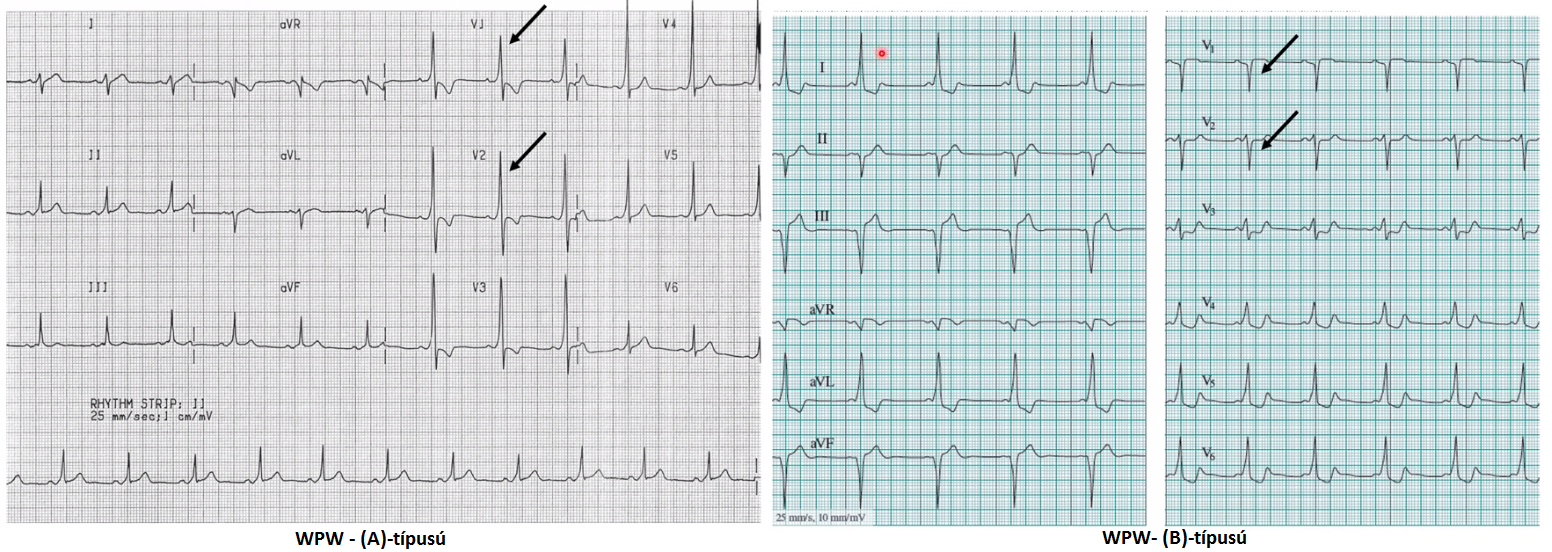 I aVR V1 V4
II aVL V2 V5
III aVF V3 V6
RHYTHM STRIP: II
25 mm/sec;1 cm/mV
I
II
III
aVR
aVL
aVF
25 mm/s, 10 mm/mV
V₁
V₂
V₃
V₄
V₅
V₆
WPW - (A)-típusú
WPW- (B)-típusú